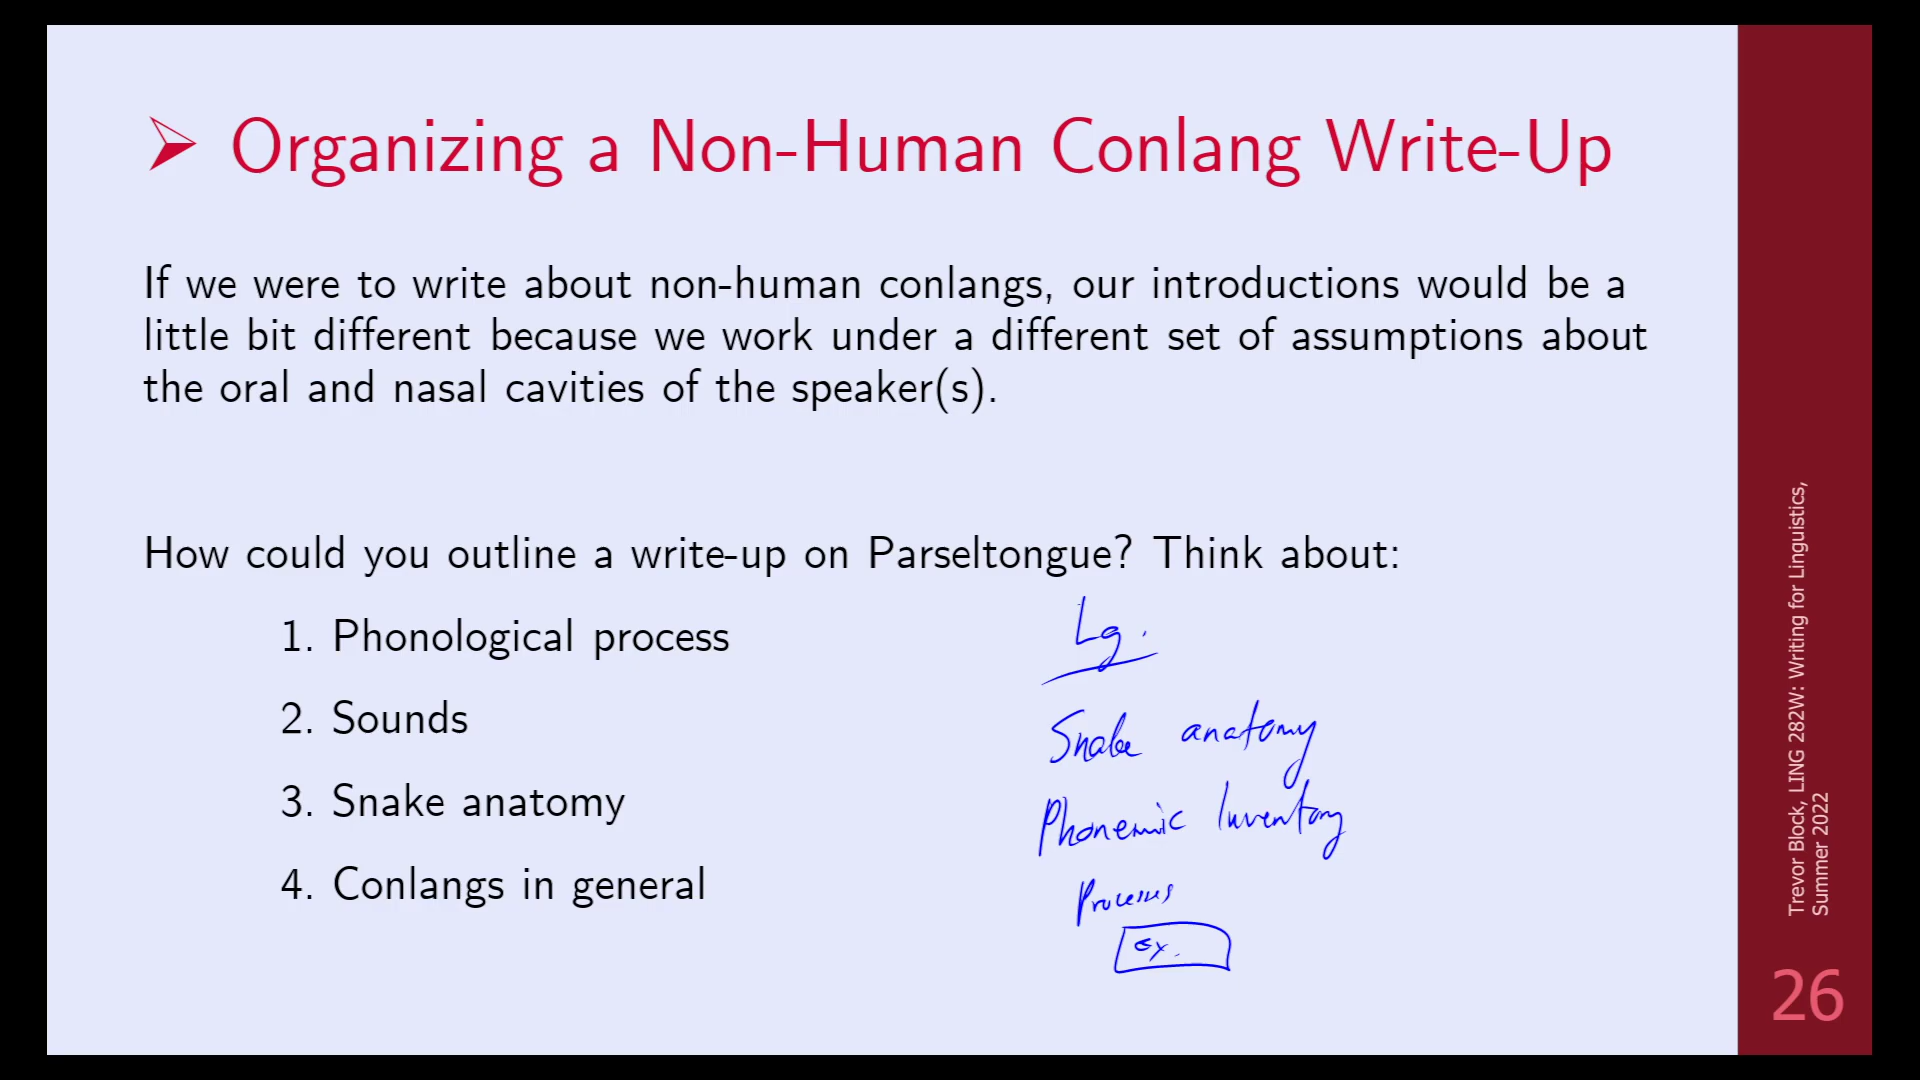 ➢ Organizing a Non-Human Conlang Write-Up
If we were to write about non-human conlangs, our introductions would be a
little bit different because we work under a different set of assumptions about
the oral and nasal cavities of the speaker(s).
How could you outline a write-up on Parseltongue? Think about:
1. Phonological process
2. Sounds
3. Snake anatomy
4. Conlangs in general
Lg.
Snake anatomy
Phonemic Inventory
Processes
ex.
Trevor Block, LING 282W: Writing for Linguistics,
Summer 2022
26